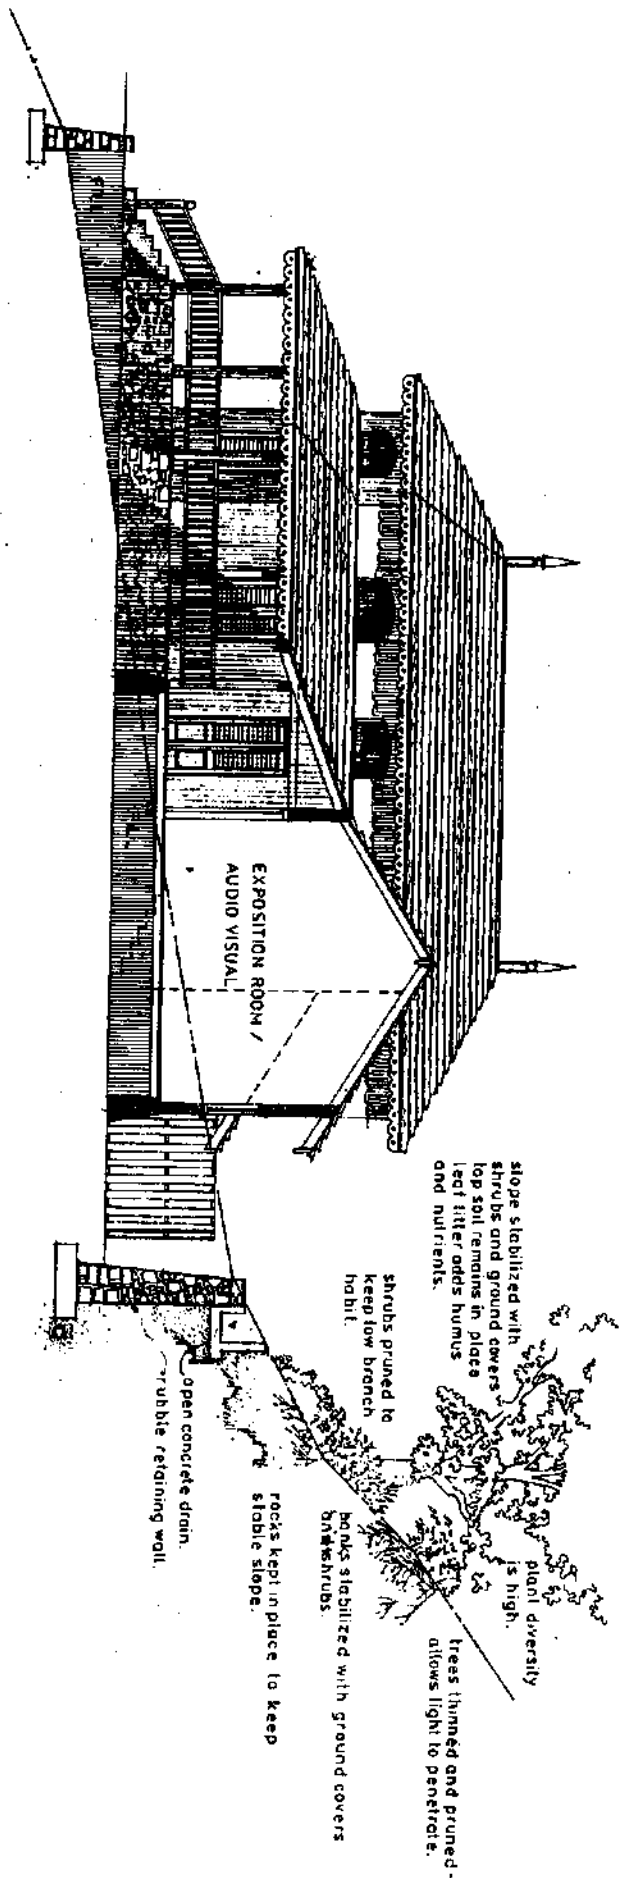 FILL
EXPOSITION ROOM /
AUDIO VISUAL
slope stabilized with
shrubs and ground covers
top soil remains in place
leaf litter adds humus
and nutrients.
shrubs pruned to
keep low branch
habit.
plant diversity
is high.
trees thinned and pruned-
allows light to penetrate.
banks stabilized with ground covers
and shrubs.
rocks kept in place to keep
stable slope.
open concrete drain.
rubble retaining wall.